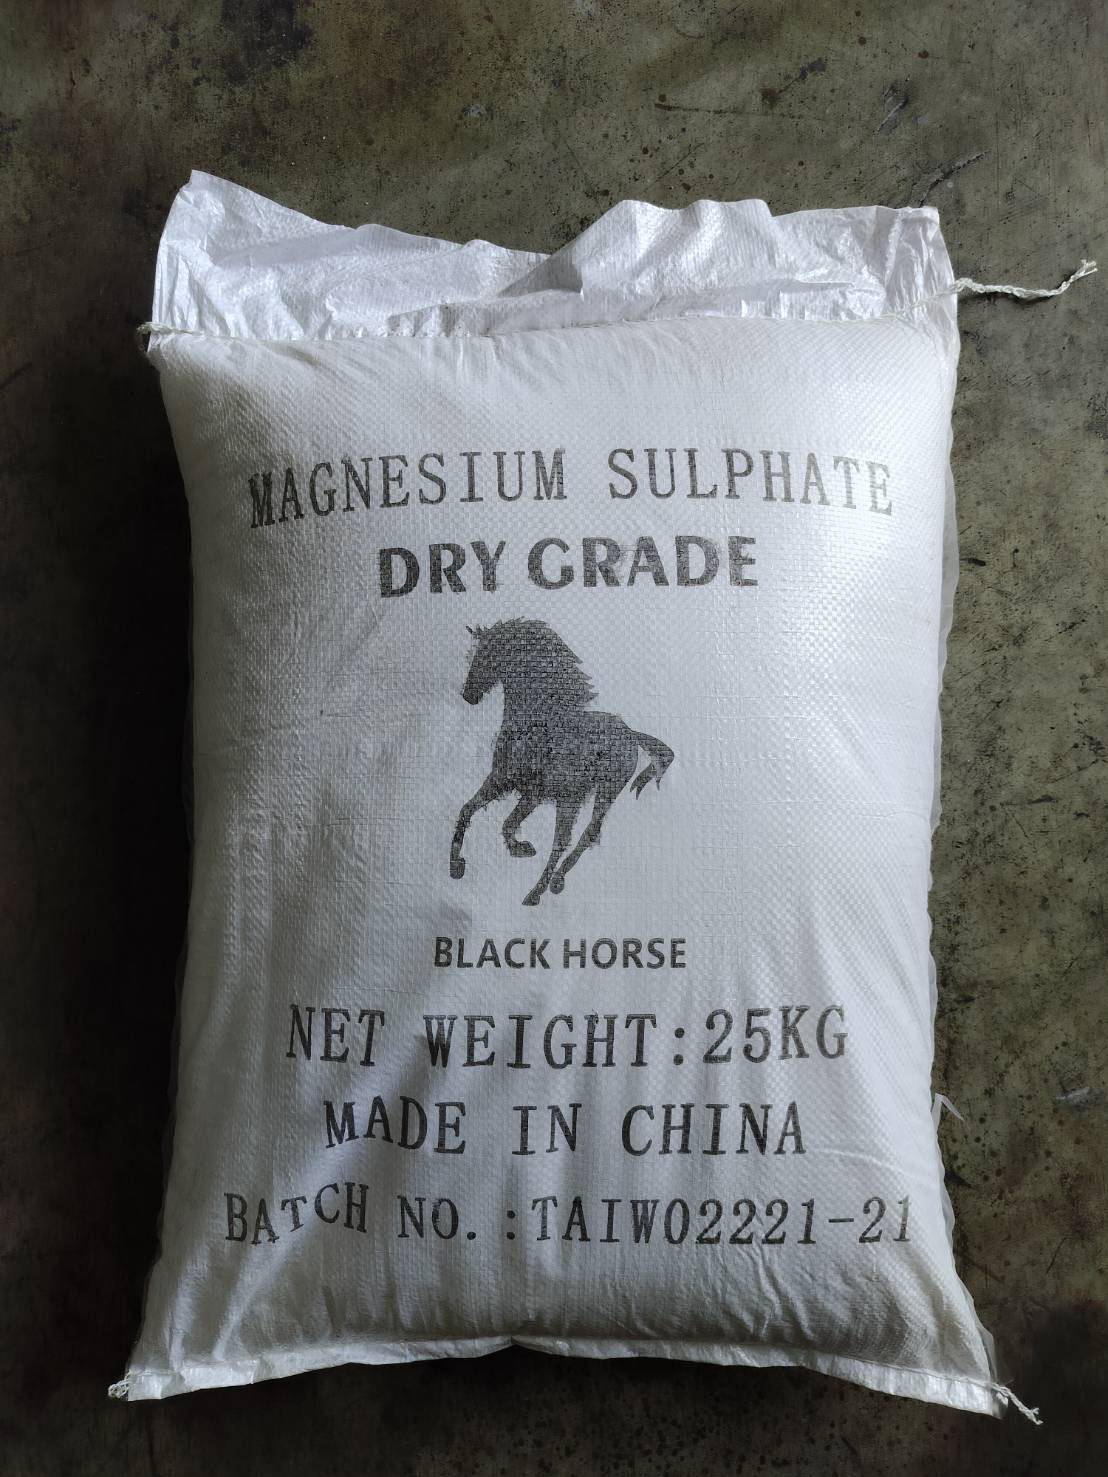 MAGNESIUM SULPHATE
DRY GRADE
BLACK HORSE
NET WEIGHT:25KG
MADE IN CHINA
BATCH NO.:TAIW02221-21